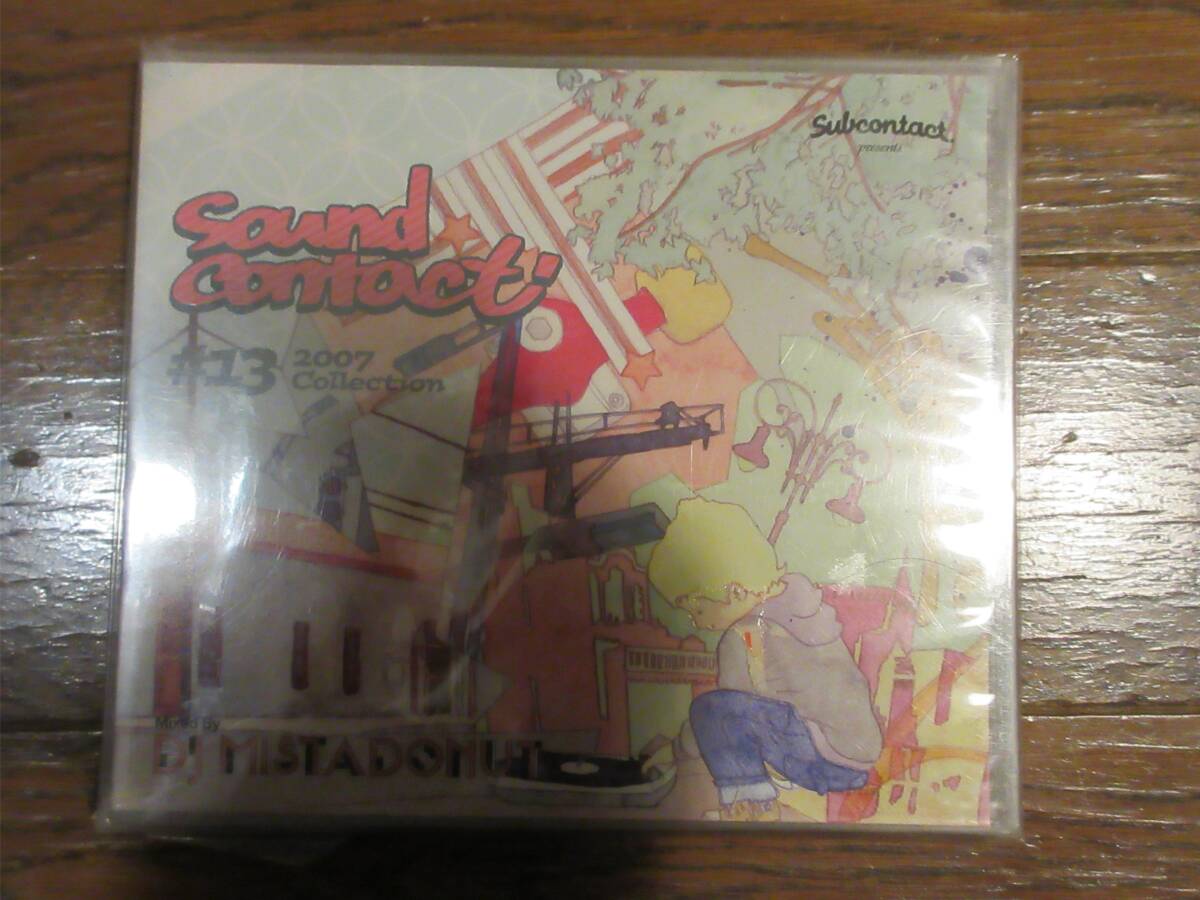 Subcontact
presents
Sound
Contact
#13 2007
Collection
Mixed By
DJ MISTADONUT